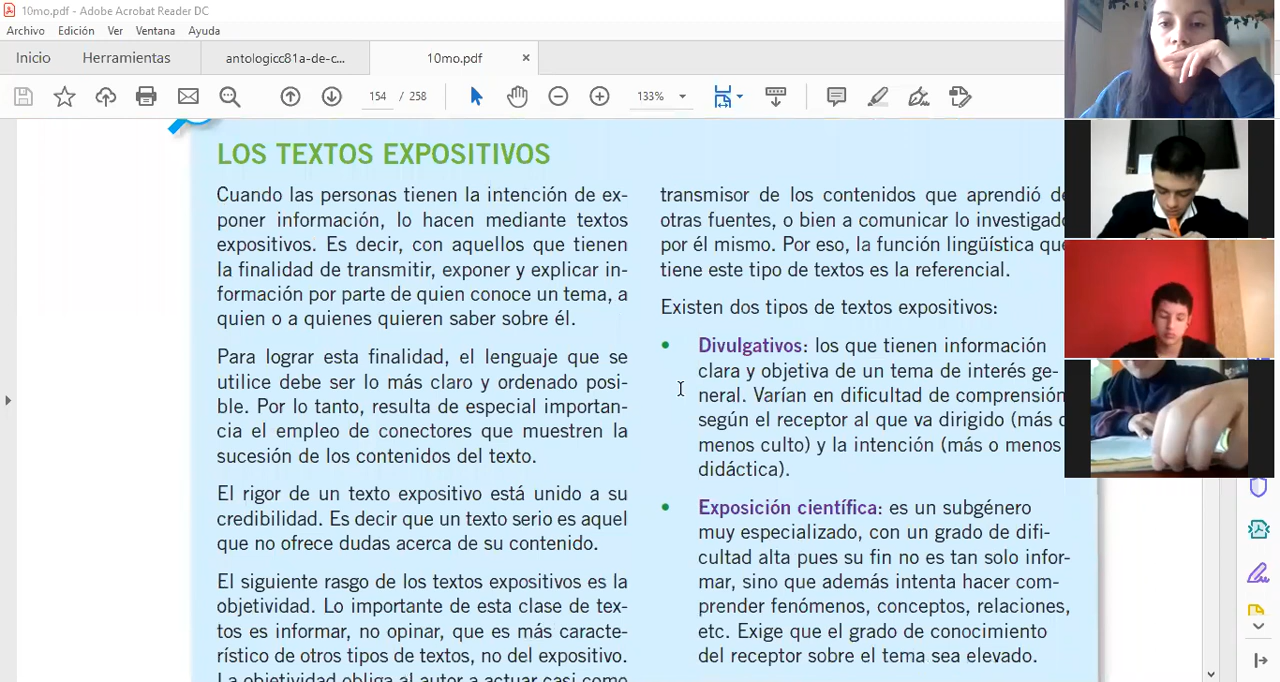 10mo.pdf - Adobe Acrobat Reader DC
Archivo Edición Ver Ventana Ayuda
Inicio Herramientas antologicc81a-de-c... 10mo.pdf ×
154 / 258 133%
LOS TEXTOS EXPOSITIVOS
Cuando las personas tienen la intención de ex-
poner información, lo hacen mediante textos
expositivos. Es decir, con aquellos que tienen
la finalidad de transmitir, exponer y explicar in-
formación por parte de quien conoce un tema, a
quien o a quienes quieren saber sobre él.
Para lograr esta finalidad, el lenguaje que se
utilice debe ser lo más claro y ordenado posi-
ble. Por lo tanto, resulta de especial importan-
cia el empleo de conectores que muestren la
sucesión de los contenidos del texto.
El rigor de un texto expositivo está unido a su
credibilidad. Es decir que un texto serio es aquel
que no ofrece dudas acerca de su contenido.
El siguiente rasgo de los textos expositivos es la
objetividad. Lo importante de esta clase de tex-
tos es informar, no opinar, que es más caracte-
rístico de otros tipos de textos, no del expositivo.
La objetividad obliga al autor a actuar casi como
transmisor de los contenidos que aprendió de
otras fuentes, o bien a comunicar lo investigado
por él mismo. Por eso, la función lingüística que
tiene este tipo de textos es la referencial.
Existen dos tipos de textos expositivos:
• Divulgativos: los que tienen información
clara y objetiva de un tema de interés ge-
neral. Varían en dificultad de comprensión
según el receptor al que va dirigido (más o
menos culto) y la intención (más o menos
didáctica).
• Exposición científica: es un subgénero
muy especializado, con un grado de difi-
cultad alta pues su fin no es tan solo infor-
mar, sino que además intenta hacer com-
prender fenómenos, conceptos, relaciones,
etc. Exige que el grado de conocimiento
del receptor sobre el tema sea elevado.